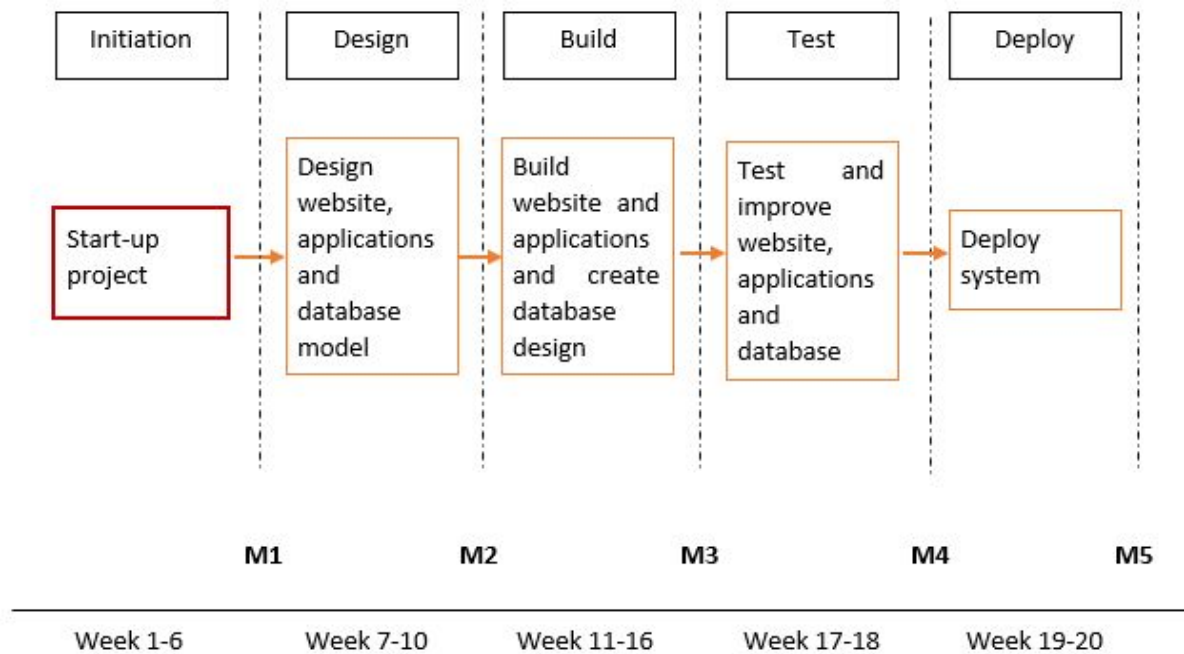 Initiation
Design
Build
Test
Deploy
Start-up
project
Design
website,
applications
and
database
model
Build
website and
applications
and create
database
design
Test and
improve
website,
applications
and
database
Deploy
system
M1
M2
M3
M4
M5
Week 1-6
Week 7-10
Week 11-16
Week 17-18
Week 19-20